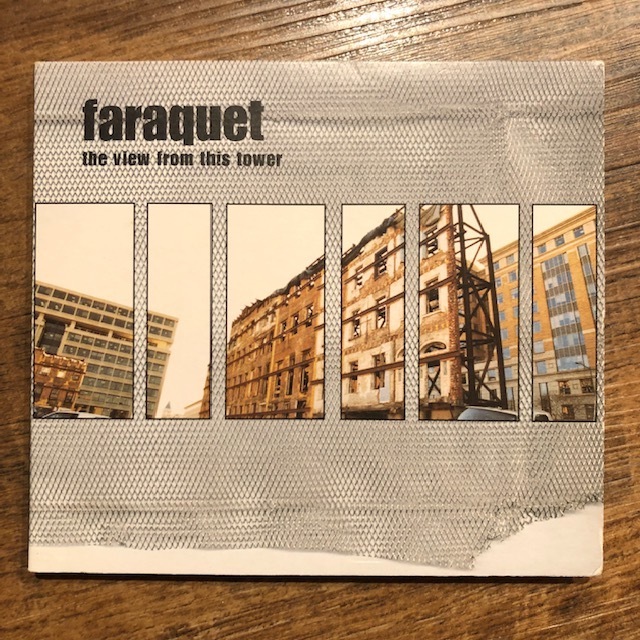 faraquet
the view from this tower